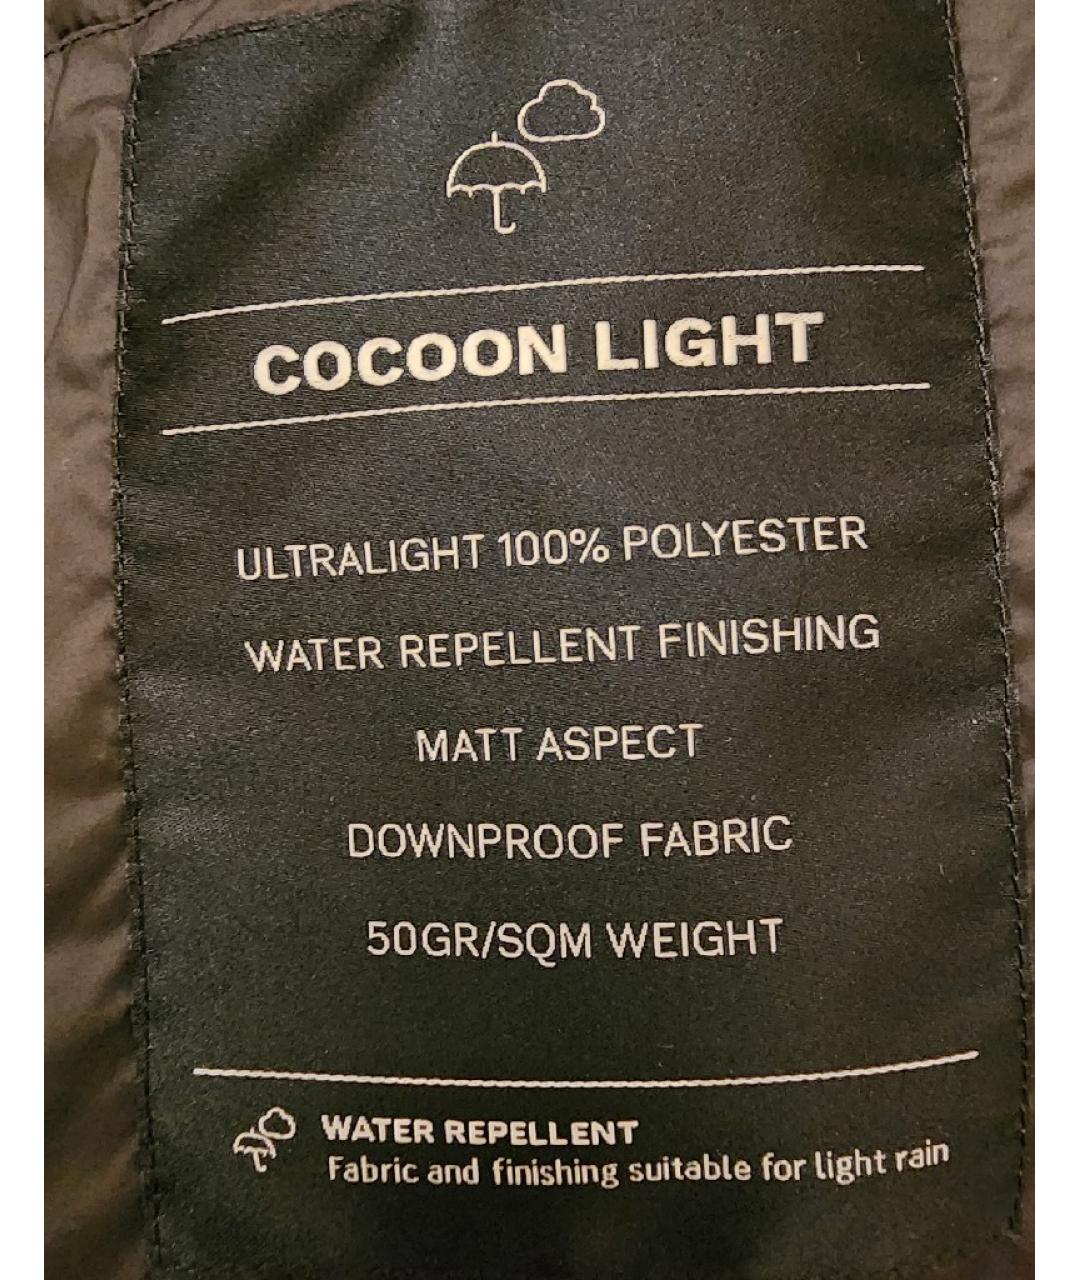 COCOON LIGHT
ULTRALIGHT 100% POLYESTER
WATER REPELLENT FINISHING
MATT ASPECT
DOWNPROOF FABRIC
50GR/SQM WEIGHT
WATER REPELLENT
Fabric and finishing suitable for light rain